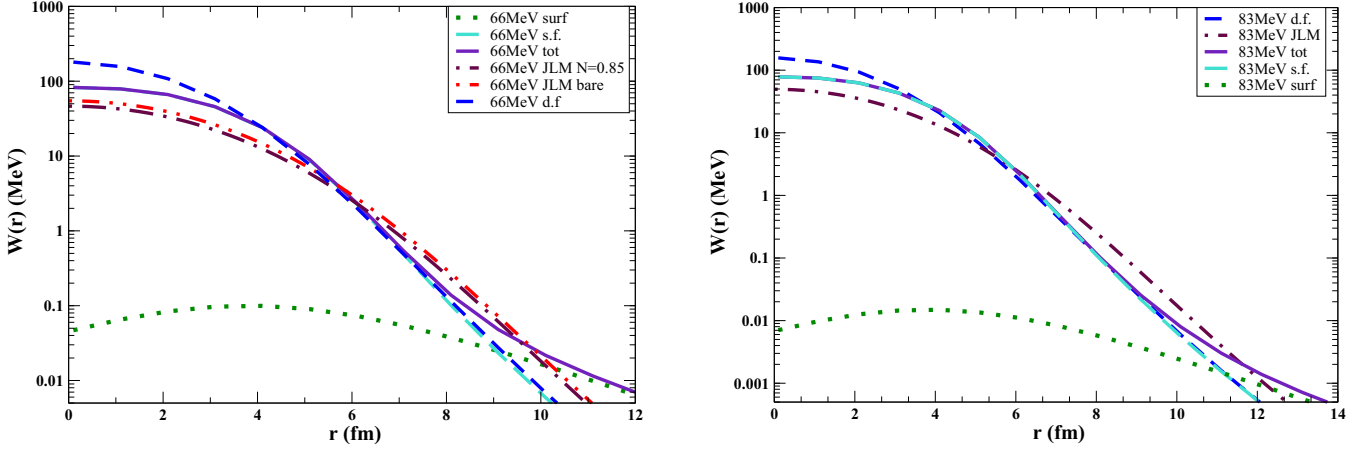 66MeV surf
66MeV s.f.
66MeV tot
66MeV JLM N=0.85
66MeV JLM bare
66MeV d.f
1000
100
10
1
0.1
0.01
W(r) (MeV)
0 2 4 6 8 10 12
r (fm)
83MeV d.f.
83MeV JLM
83MeV tot
83MeV s.f.
83MeV surf
1000
100
10
1
0.1
0.01
0.001
W(r) (MeV)
0 2 4 6 8 10 12 14
r (fm)